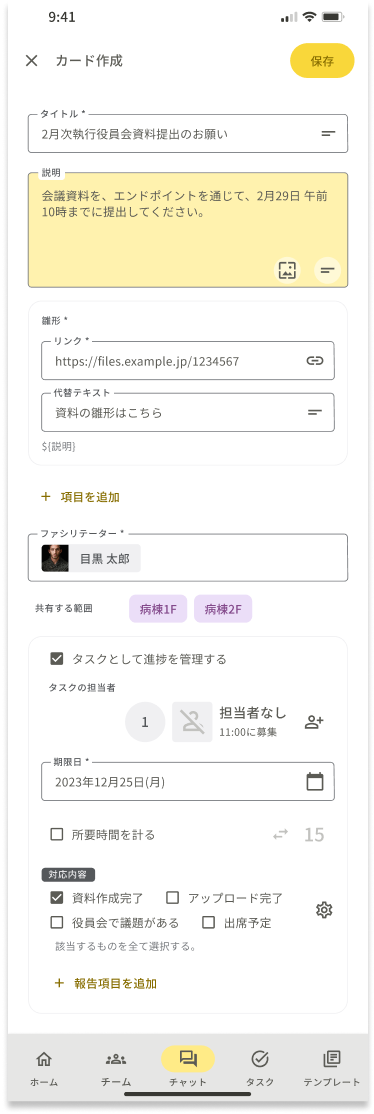 9:41
カード作成
保存
タイトル *
2月次執行役員会資料提出のお願い
説明
会議資料を、エンドポイントを通じて、2月29日 午前
10時までに提出してください。
雛形 *
リンク *
https://files.example.jp/1234567
代替テキスト
資料の雛形はこちら
${説明}
+ 項目を追加
ファシリテーター *
目黒 太郎
共有する範囲
病棟1F 病棟2F
タスクとして進捗を管理する
タスクの担当者
1
担当者なし
11:00に募集
期限日 *
2023年12月25日(月)
所要時間を計る
15
対応内容
資料作成完了 アップロード完了
役員会で議題がある 出席予定
該当するものを全て選択する。
+ 報告項目を追加
ホーム チーム チャット タスク テンプレート